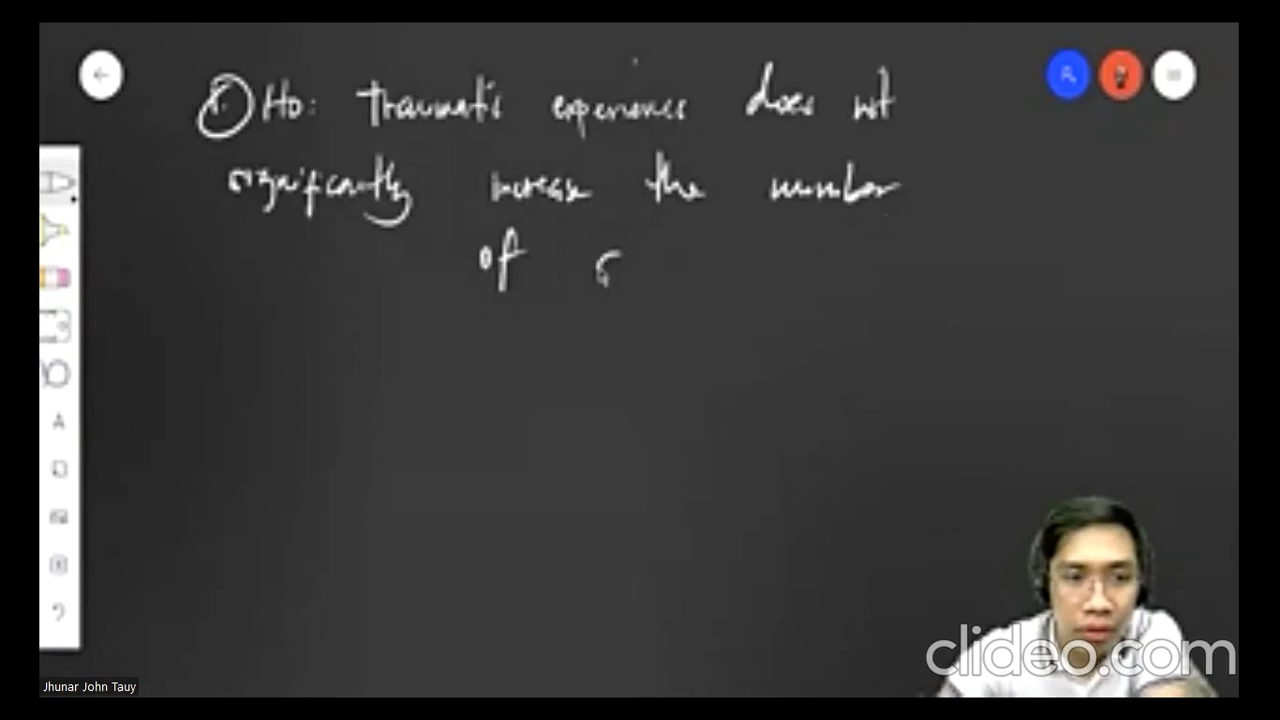 1. Ho: Traumatic experience does not
significantly increase the number
of
A
?
clideo.com
Jhunar John Tauy